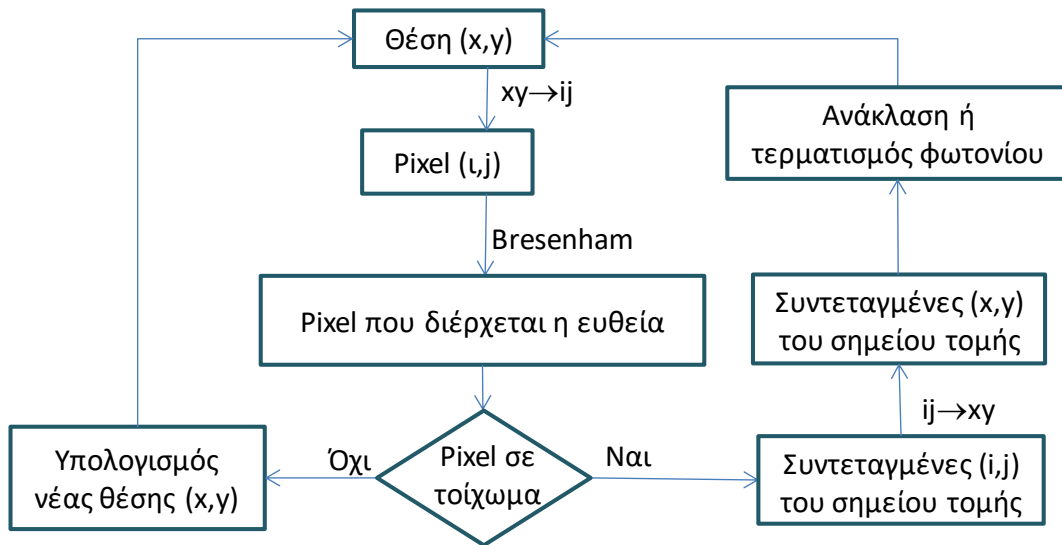 Θέση (x,y)
xy→ij
Pixel (ι,j)
Bresenham
Pixel που διέρχεται η ευθεία
Pixel σε
τοίχωμα
Όχι
Υπολογισμός
νέας θέσης (x,y)
Ναι
Συντεταγμένες (i,j)
του σημείου τομής
ij→xy
Συντεταγμένες (x,y)
του σημείου τομής
Ανάκλαση ή
τερματισμός φωτονίου